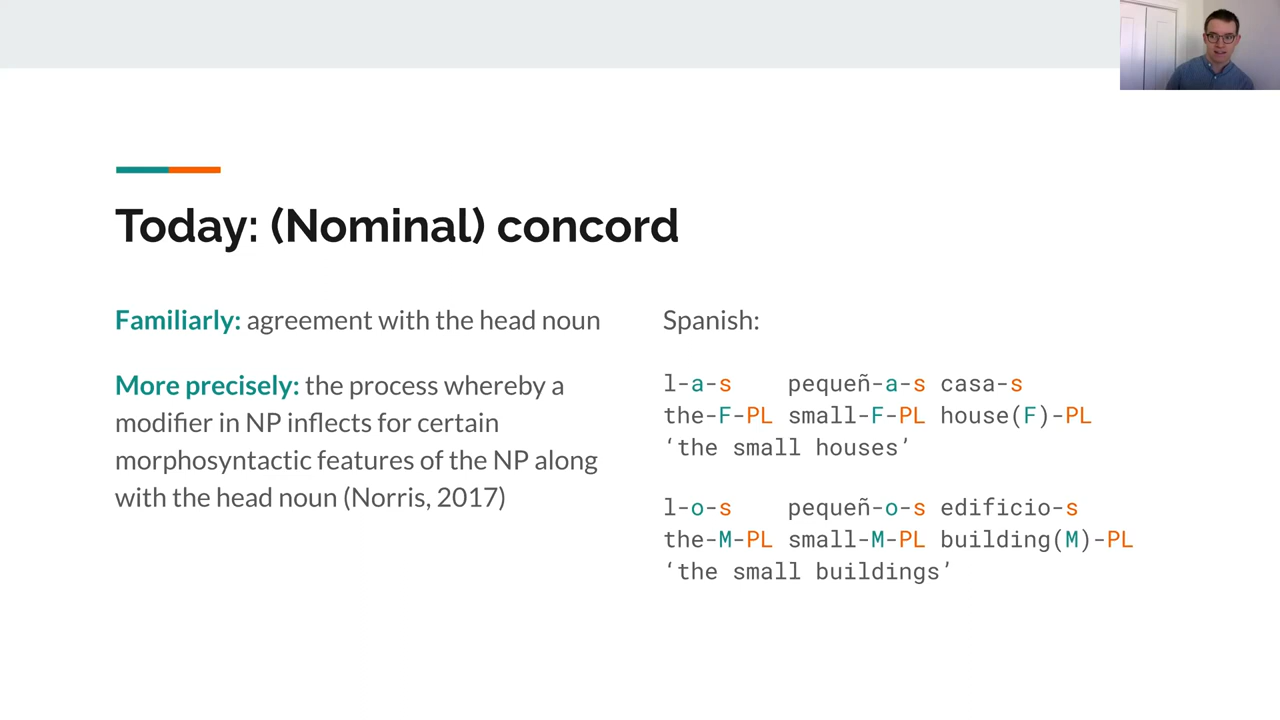 Today: (Nominal) concord
Familiarly: agreement with the head noun
More precisely: the process whereby a
modifier in NP inflects for certain
morphosyntactic features of the NP along
with the head noun (Norris, 2017)
Spanish:
l-a-s pequeñ-a-s casa-s
the-F-PL small-F-PL house(F)-PL
‘the small houses’
l-o-s pequeñ-o-s edificio-s
the-M-PL small-M-PL building(M)-PL
‘the small buildings’